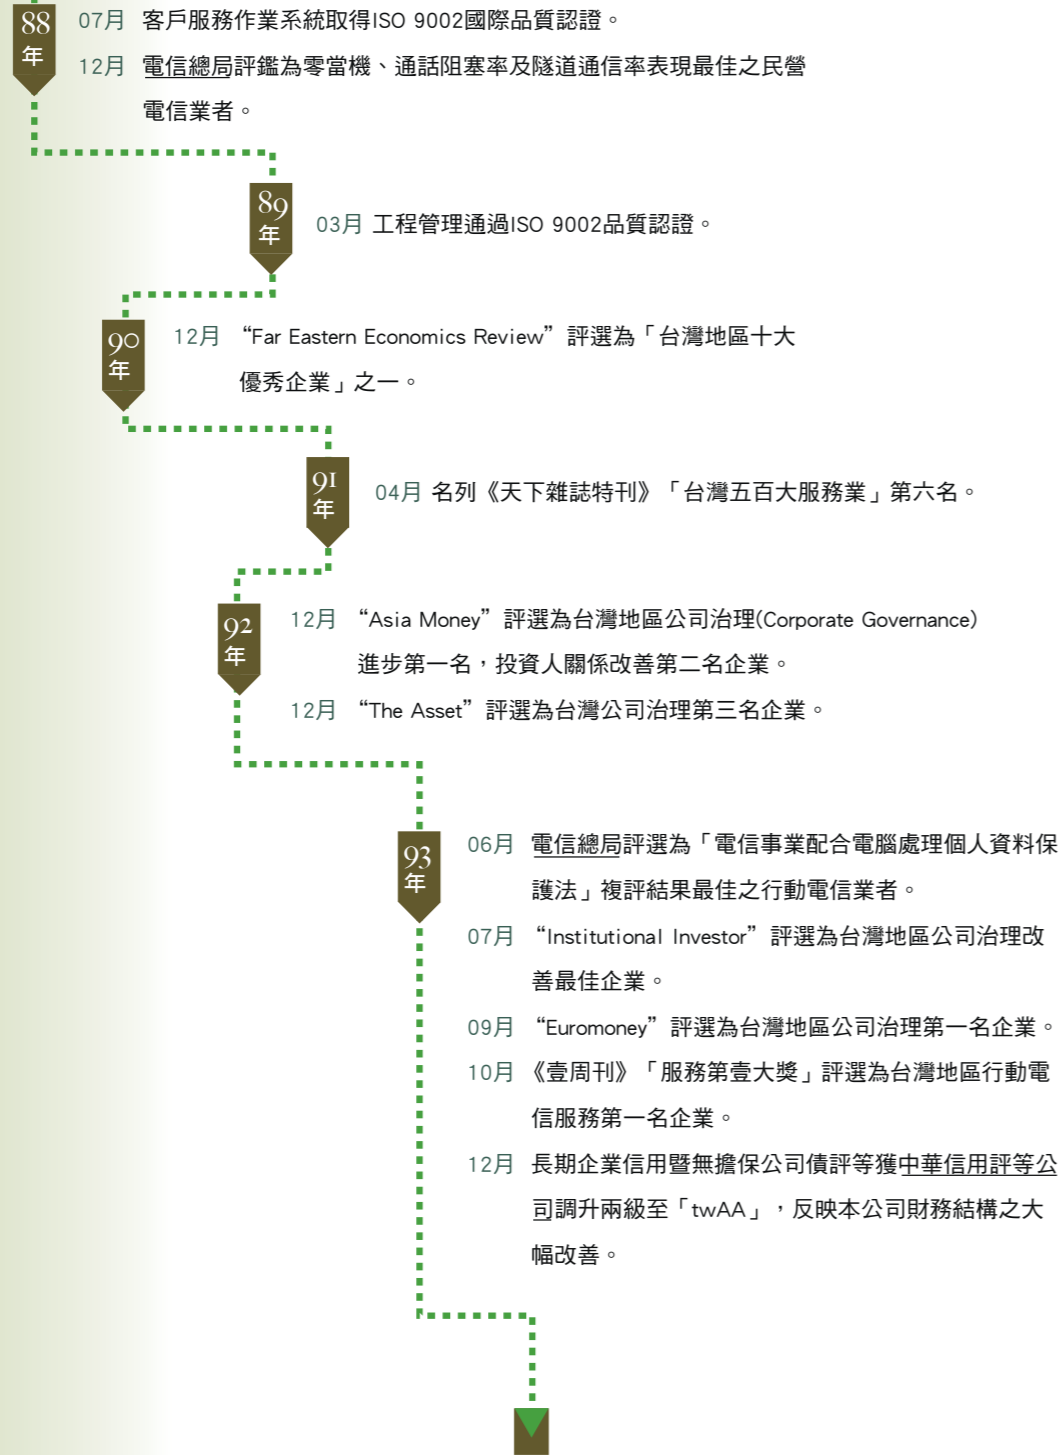 88
年
07月 客戶服務作業系統取得ISO 9002國際品質認證。
12月 電信總局評鑑為零當機、通話阻塞率及隧道通信率表現最佳之民營
電信業者。
89
年
03月 工程管理通過ISO 9002品質認證。
90
年
12月 “Far Eastern Economics Review”評選為「台灣地區十大
優秀企業」之一。
91
年
04月 名列《天下雜誌特刊》「台灣五百大服務業」第六名。
92
年
12月 “Asia Money”評選為台灣地區公司治理(Corporate Governance)
進步第一名，投資人關係改善第二名企業。
12月 “The Asset”評選為台灣公司治理第三名企業。
93
年
06月 電信總局評選為「電信事業配合電腦處理個人資料保
護法」複評結果最佳之行動電信業者。
07月 “Institutional Investor”評選為台灣地區公司治理改
善最佳企業。
09月 “Euromoney”評選為台灣地區公司治理第一名企業。
10月 《壹周刊》「服務第壹大獎」評選為台灣地區行動電
信服務第一名企業。
12月 長期企業信用暨無擔保公司債評等獲中華信用評等公
司調升兩級至「twAA」，反映本公司財務結構之大
幅改善。